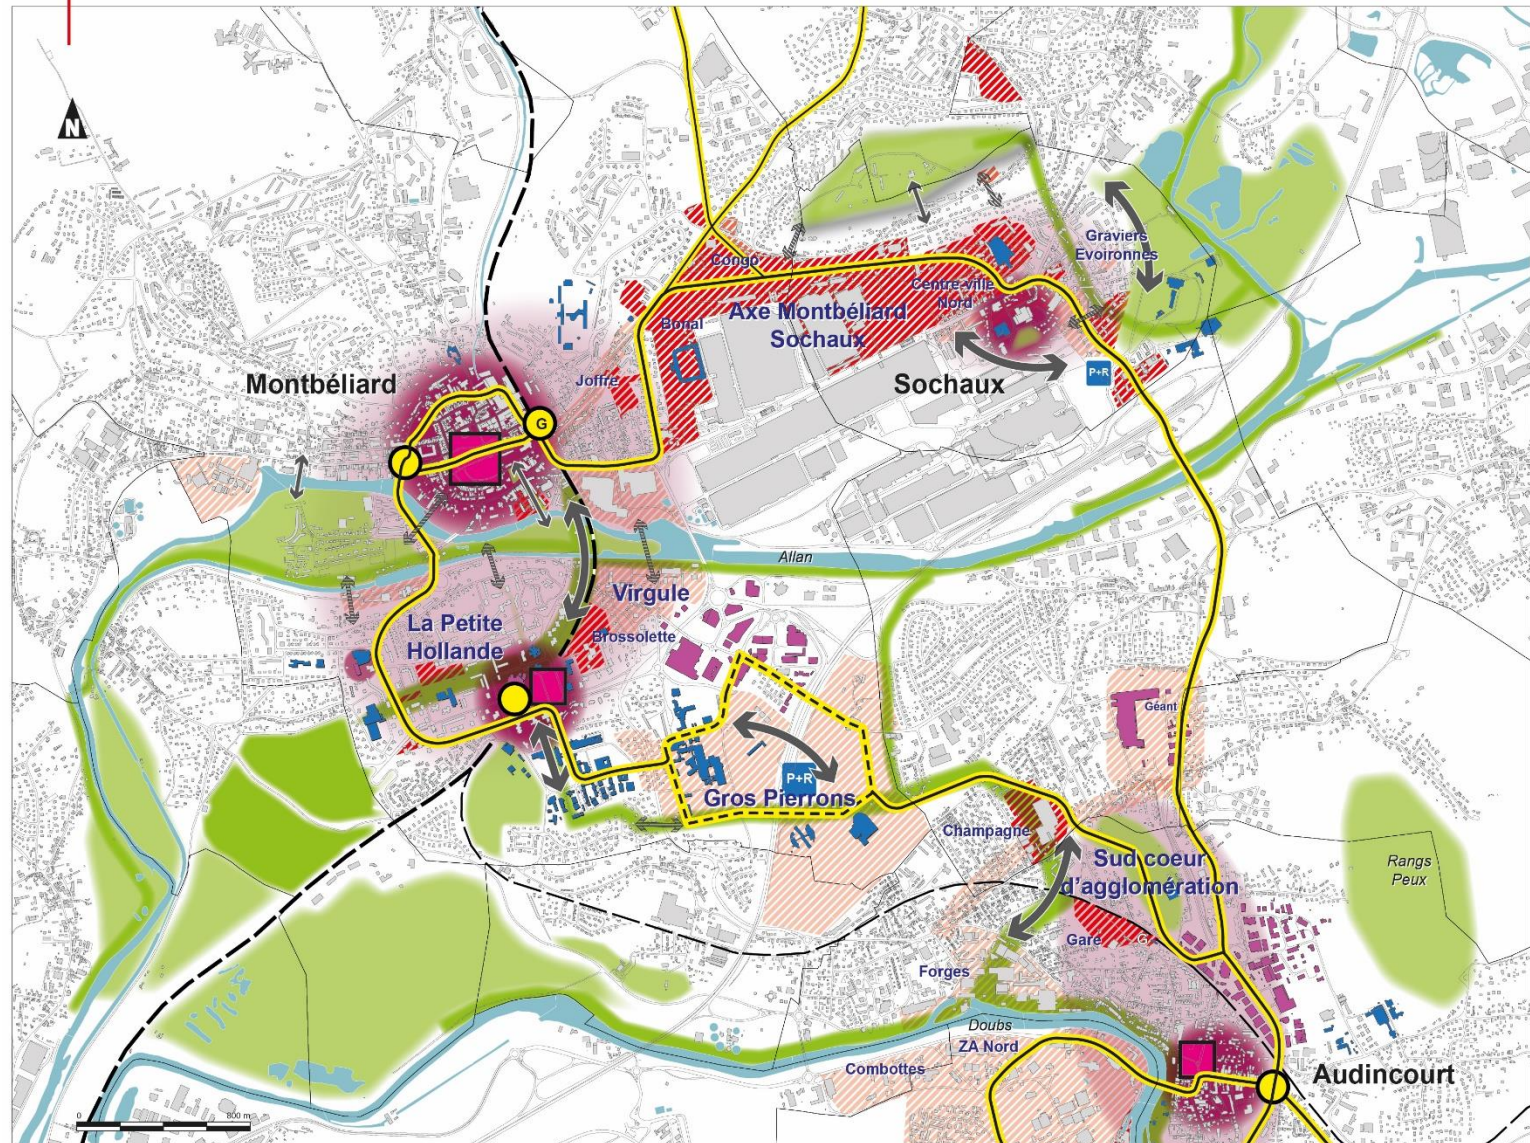 N
Graviers
Evoironnes
Congo
Centre-ville
Nord
Axe Montbéliard
Sochaux
Bonal
Joffre
Montbéliard
Sochaux
P+R
G
Allan
Virgule
La Petite
Hollande
Brossolette
Géant
P+R
Gros Pierrons
Champagne
Sud coeur
d'agglomération
Rangs
Peux
Gare
G
Forges
Doubs
ZA Nord
Combottes
Audincourt
0
800 m